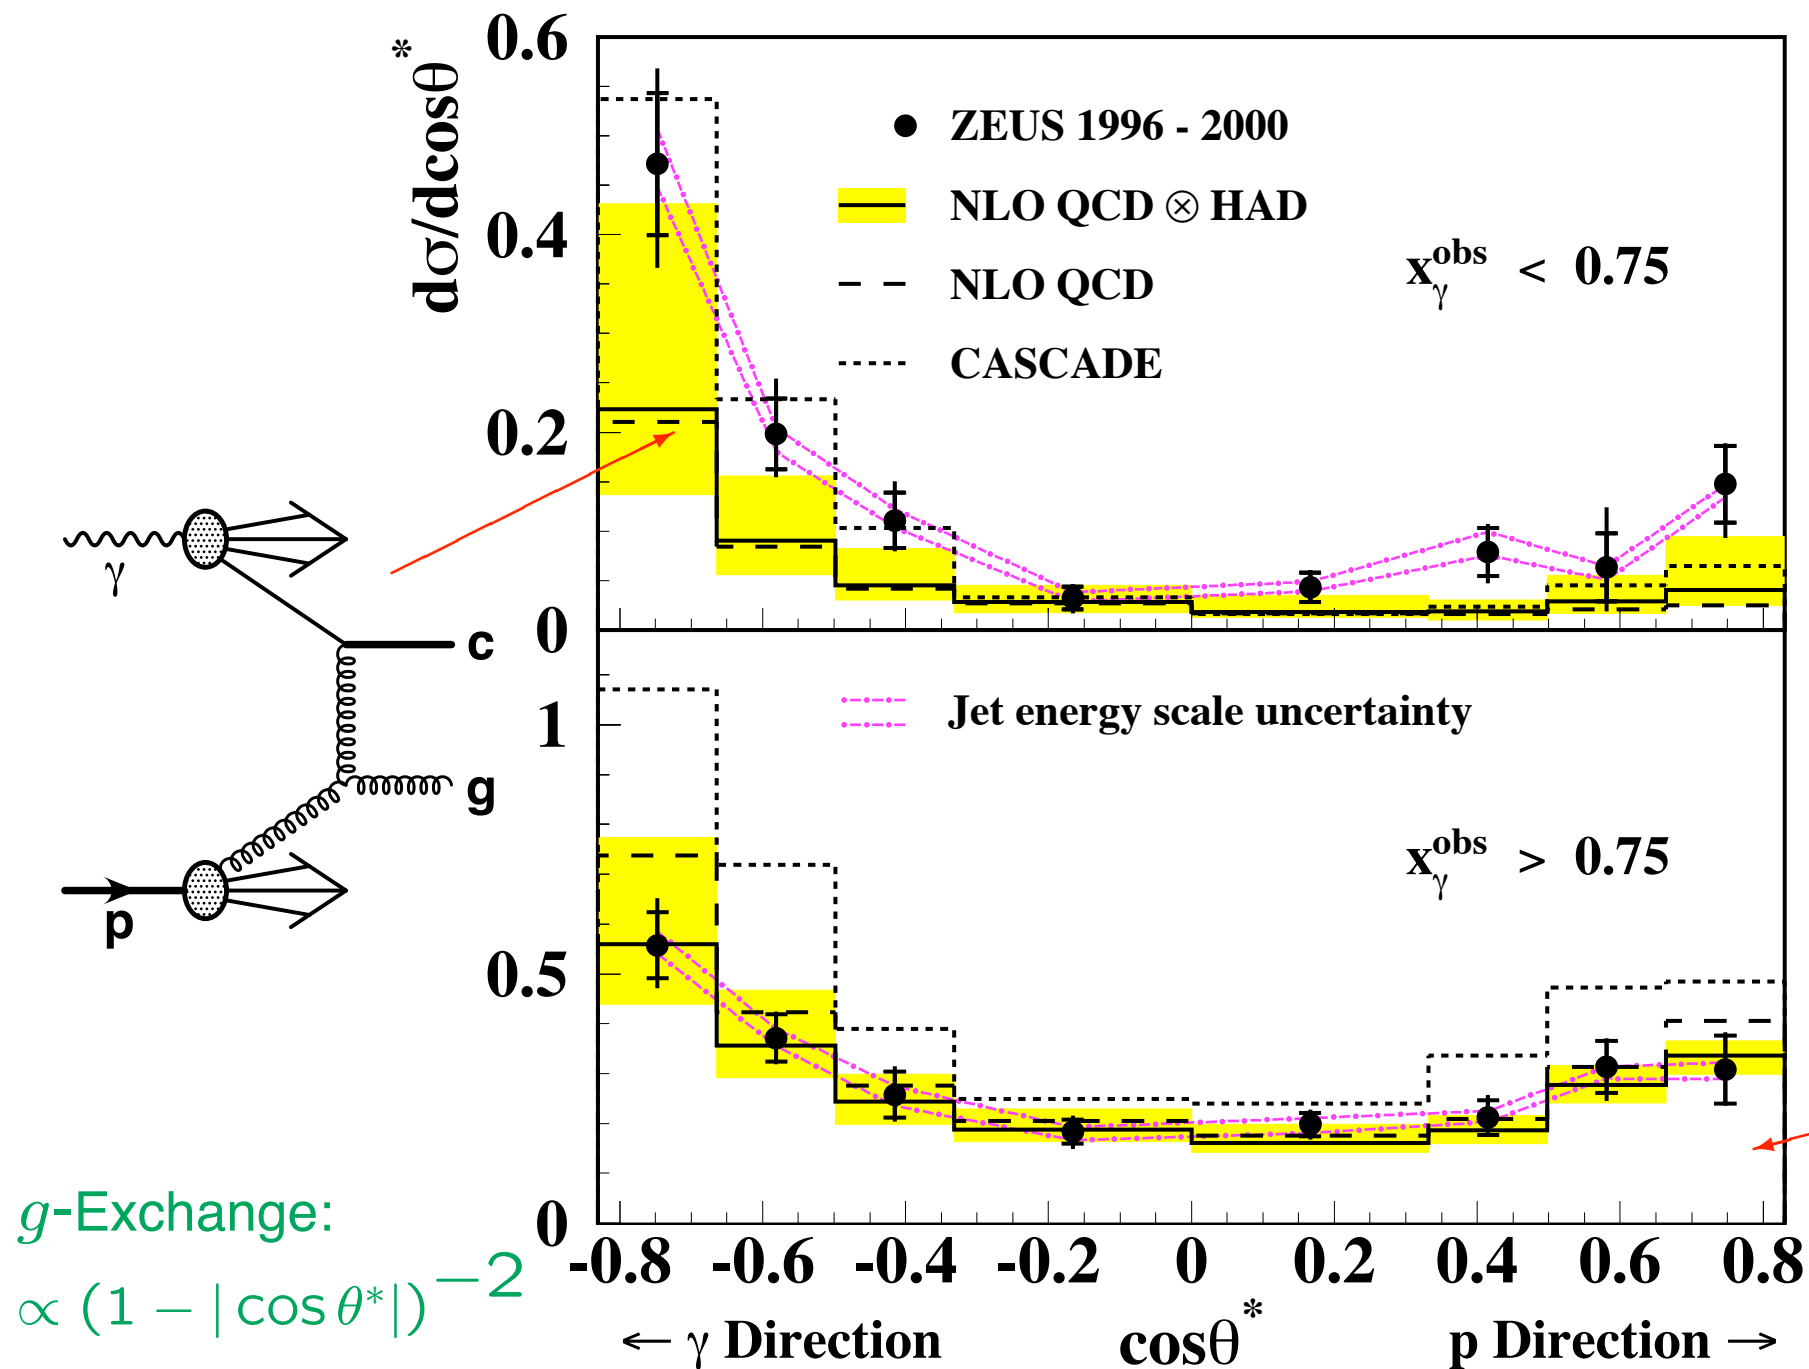 dσ/dcosθ*
0.6
0.4
0.2
0
ZEUS 1996 - 2000
NLO QCD ⊗ HAD
NLO QCD
CASCADE
x_γ^obs < 0.75
γ
c
g
p
1
0.5
0
Jet energy scale uncertainty
x_γ^obs > 0.75
-0.8 -0.6 -0.4 -0.2 0 0.2 0.4 0.6 0.8
← γ Direction cosθ* p Direction →
g-Exchange:
∝ (1 − | cos θ*|)^−2